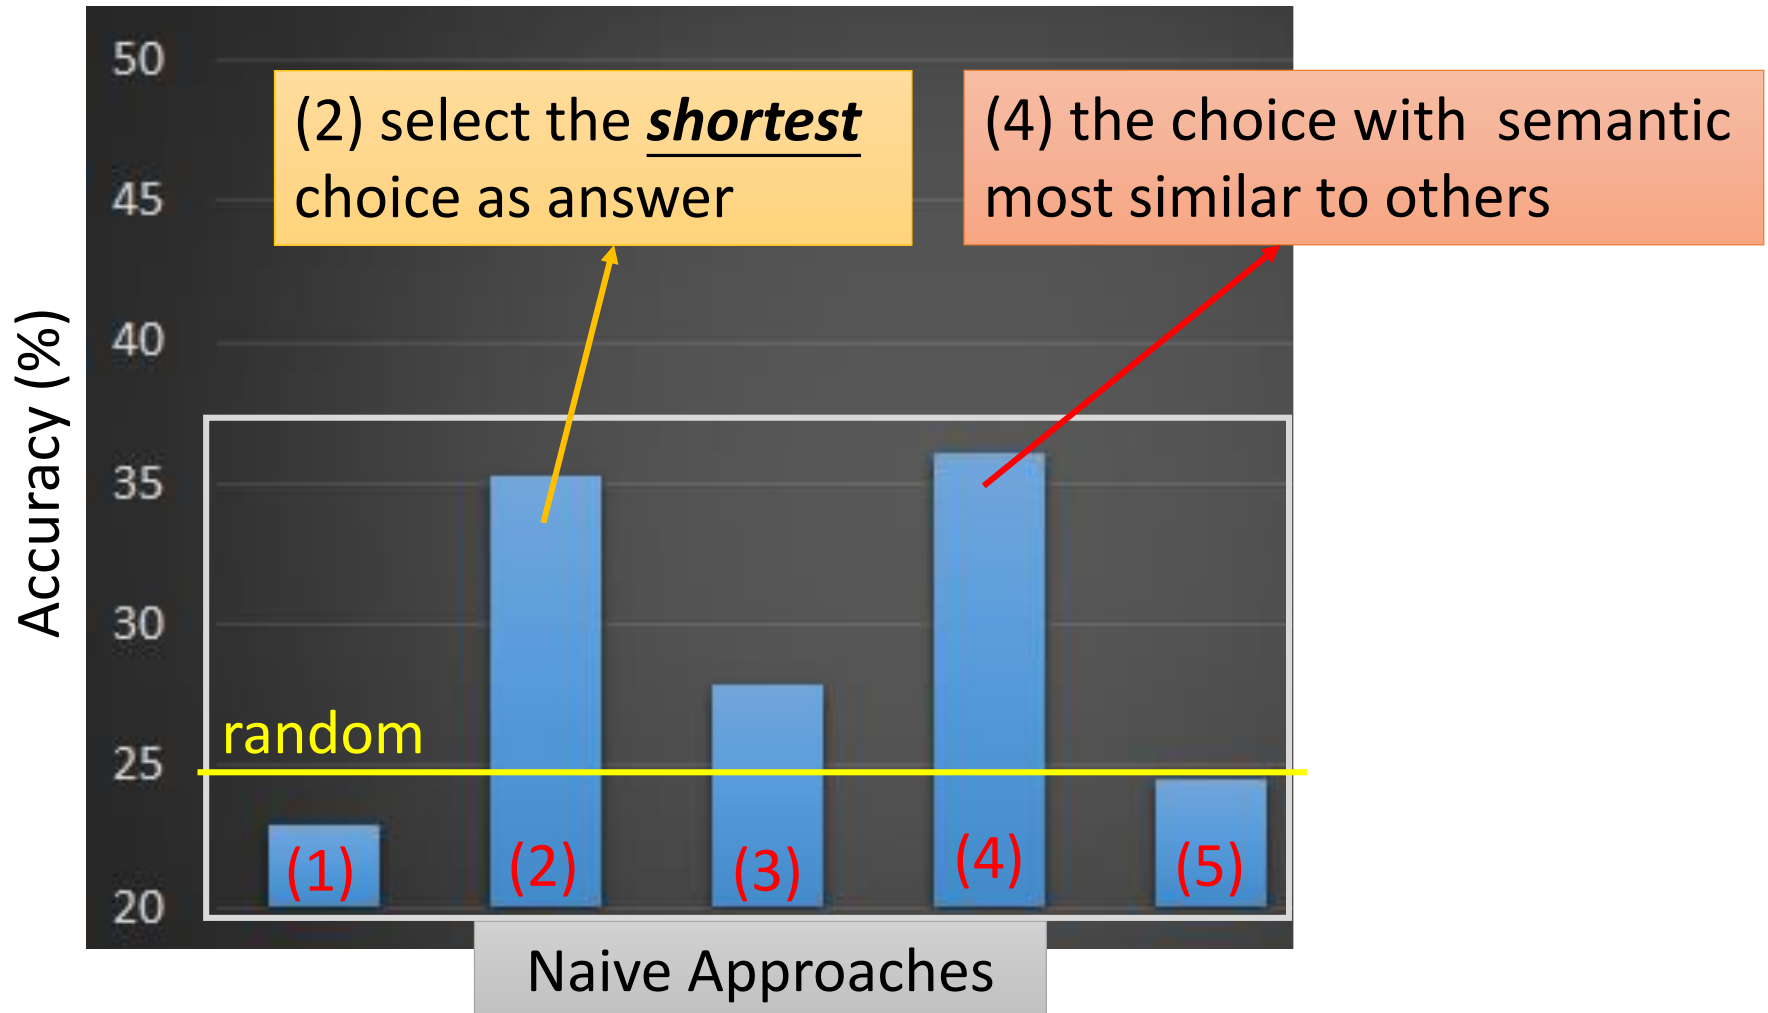 50
(2) select the shortest
choice as answer
(4) the choice with semantic
most similar to others
45
40
Accuracy (%)
35
30
random
25
(1)
(2)
(3)
(4)
(5)
20
Naive Approaches